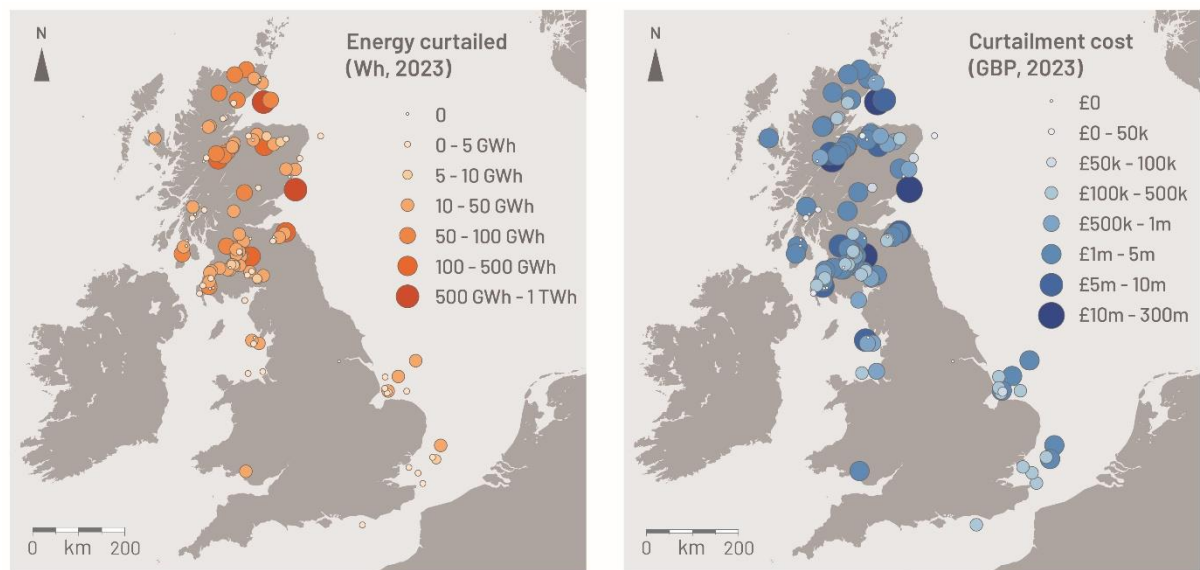 N
Energy curtailed
(Wh, 2023)
0
0 - 5 GWh
5 - 10 GWh
10 - 50 GWh
50 - 100 GWh
100 - 500 GWh
500 GWh - 1 TWh
0 km 200
N
Curtailment cost
(GBP, 2023)
£0
£0 - 50k
£50k - 100k
£100k - 500k
£500k - 1m
£1m - 5m
£5m - 10m
£10m - 300m
0 km 200